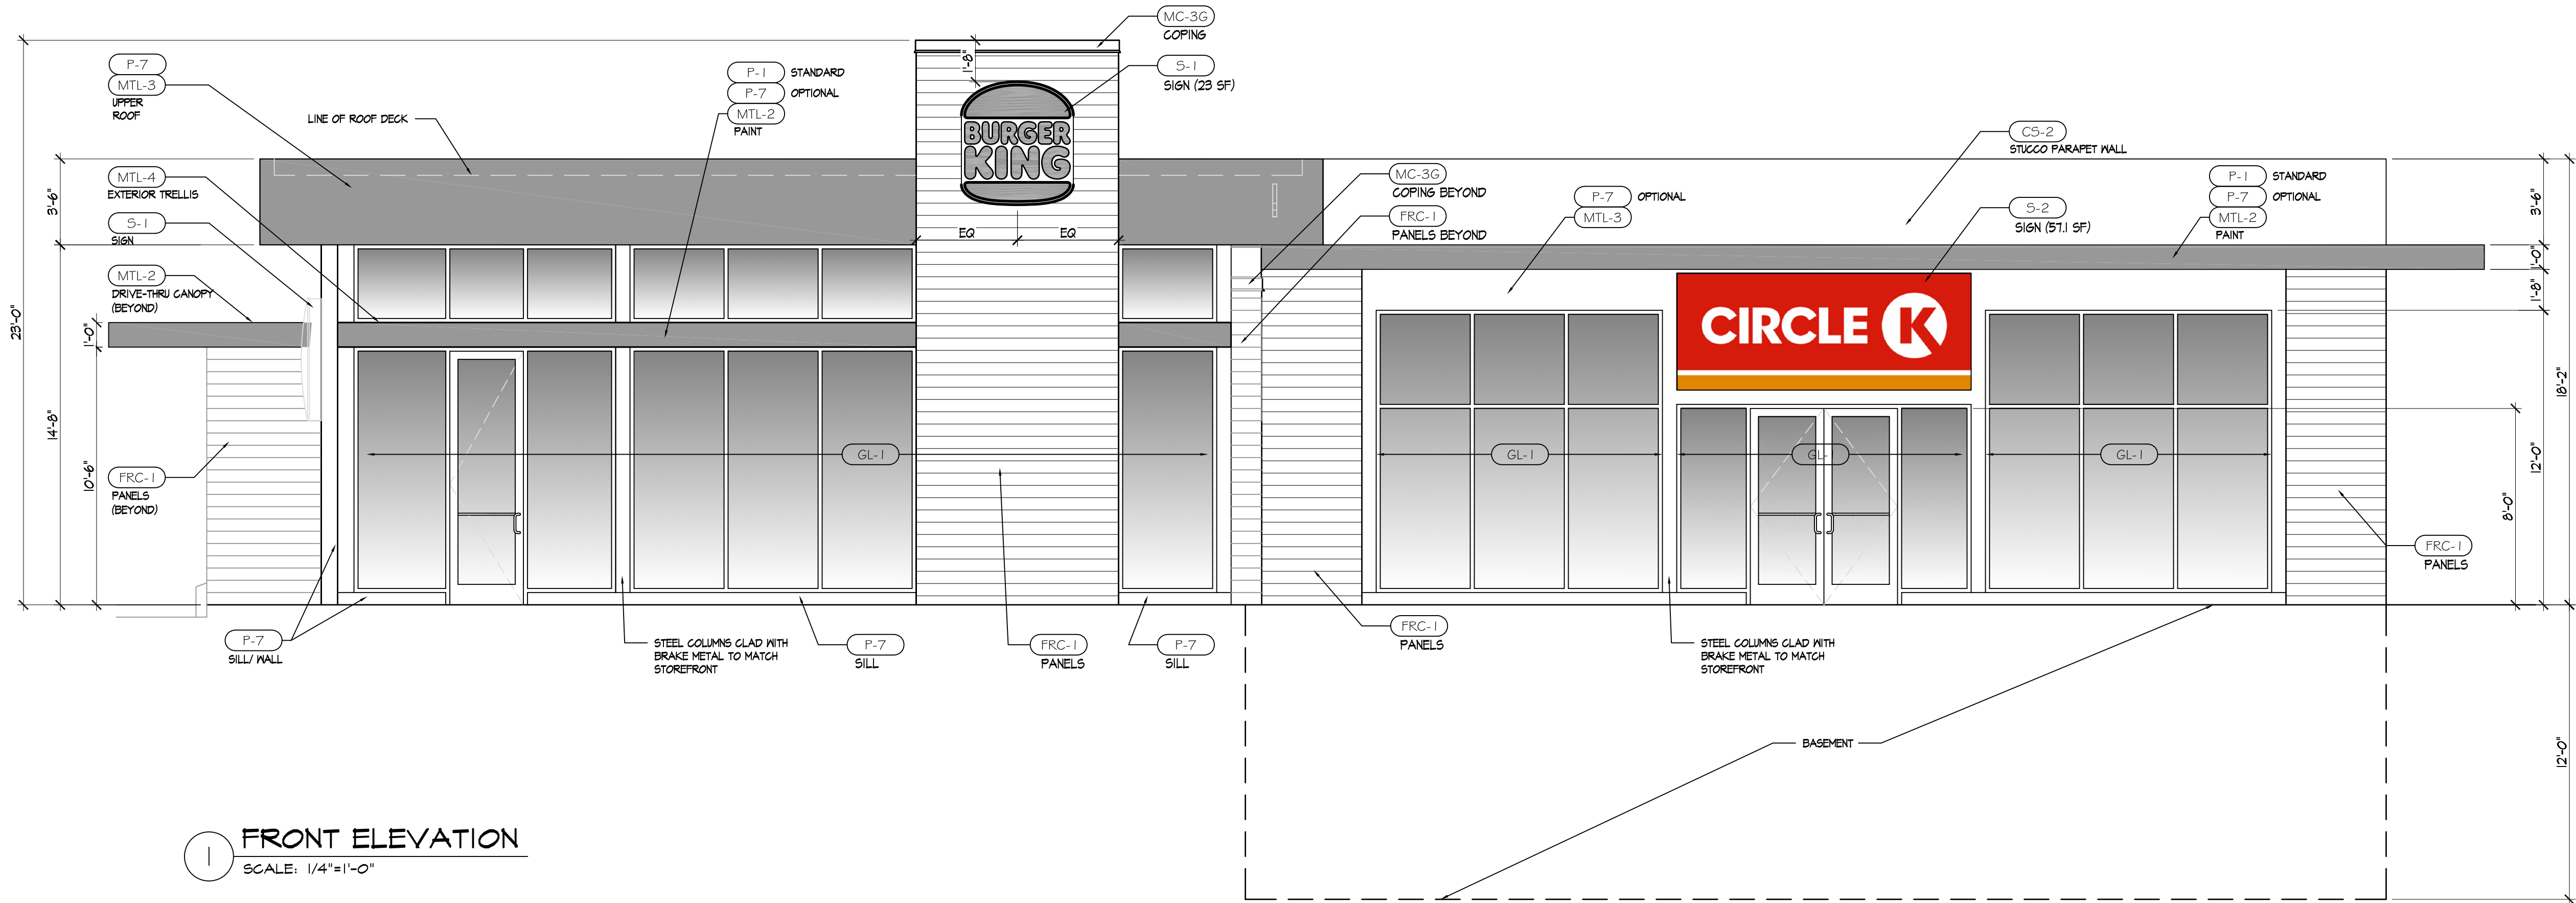 MC-3G
COPING
S-1
SIGN (23 SF)
1'-8"
P-7
MTL-3
UPPER
ROOF
LINE OF ROOF DECK
P-1 STANDARD
P-7 OPTIONAL
MTL-2
PAINT
BURGER
KING
EQ EQ
MTL-4
EXTERIOR TRELLIS
S-1
SIGN
MTL-2
DRIVE-THRU CANOPY
(BEYOND)
FRC-1
PANELS
(BEYOND)
23'-0"
3'-6"
14'-8"
1'-0"
10'-6"
MC-3G
COPING BEYOND
FRC-1
PANELS BEYOND
P-7 OPTIONAL
MTL-3
CS-2
STUCCO PARAPET WALL
S-2
SIGN (57.1 SF)
P-1 STANDARD
P-7 OPTIONAL
MTL-2
PAINT
CIRCLE K
3'-6"
1'-0"
1'-8"
18'-2"
12'-0"
8'-0"
GL-1
GL-1
GL-1
GL-1
FRC-1
PANELS
P-7
SILL/ WALL
STEEL COLUMNS CLAD WITH
BRAKE METAL TO MATCH
STOREFRONT
P-7
SILL
FRC-1
PANELS
P-7
SILL
FRC-1
PANELS
STEEL COLUMNS CLAD WITH
BRAKE METAL TO MATCH
STOREFRONT
BASEMENT
12'-0"
1
FRONT ELEVATION
SCALE: 1/4"=1'-0"